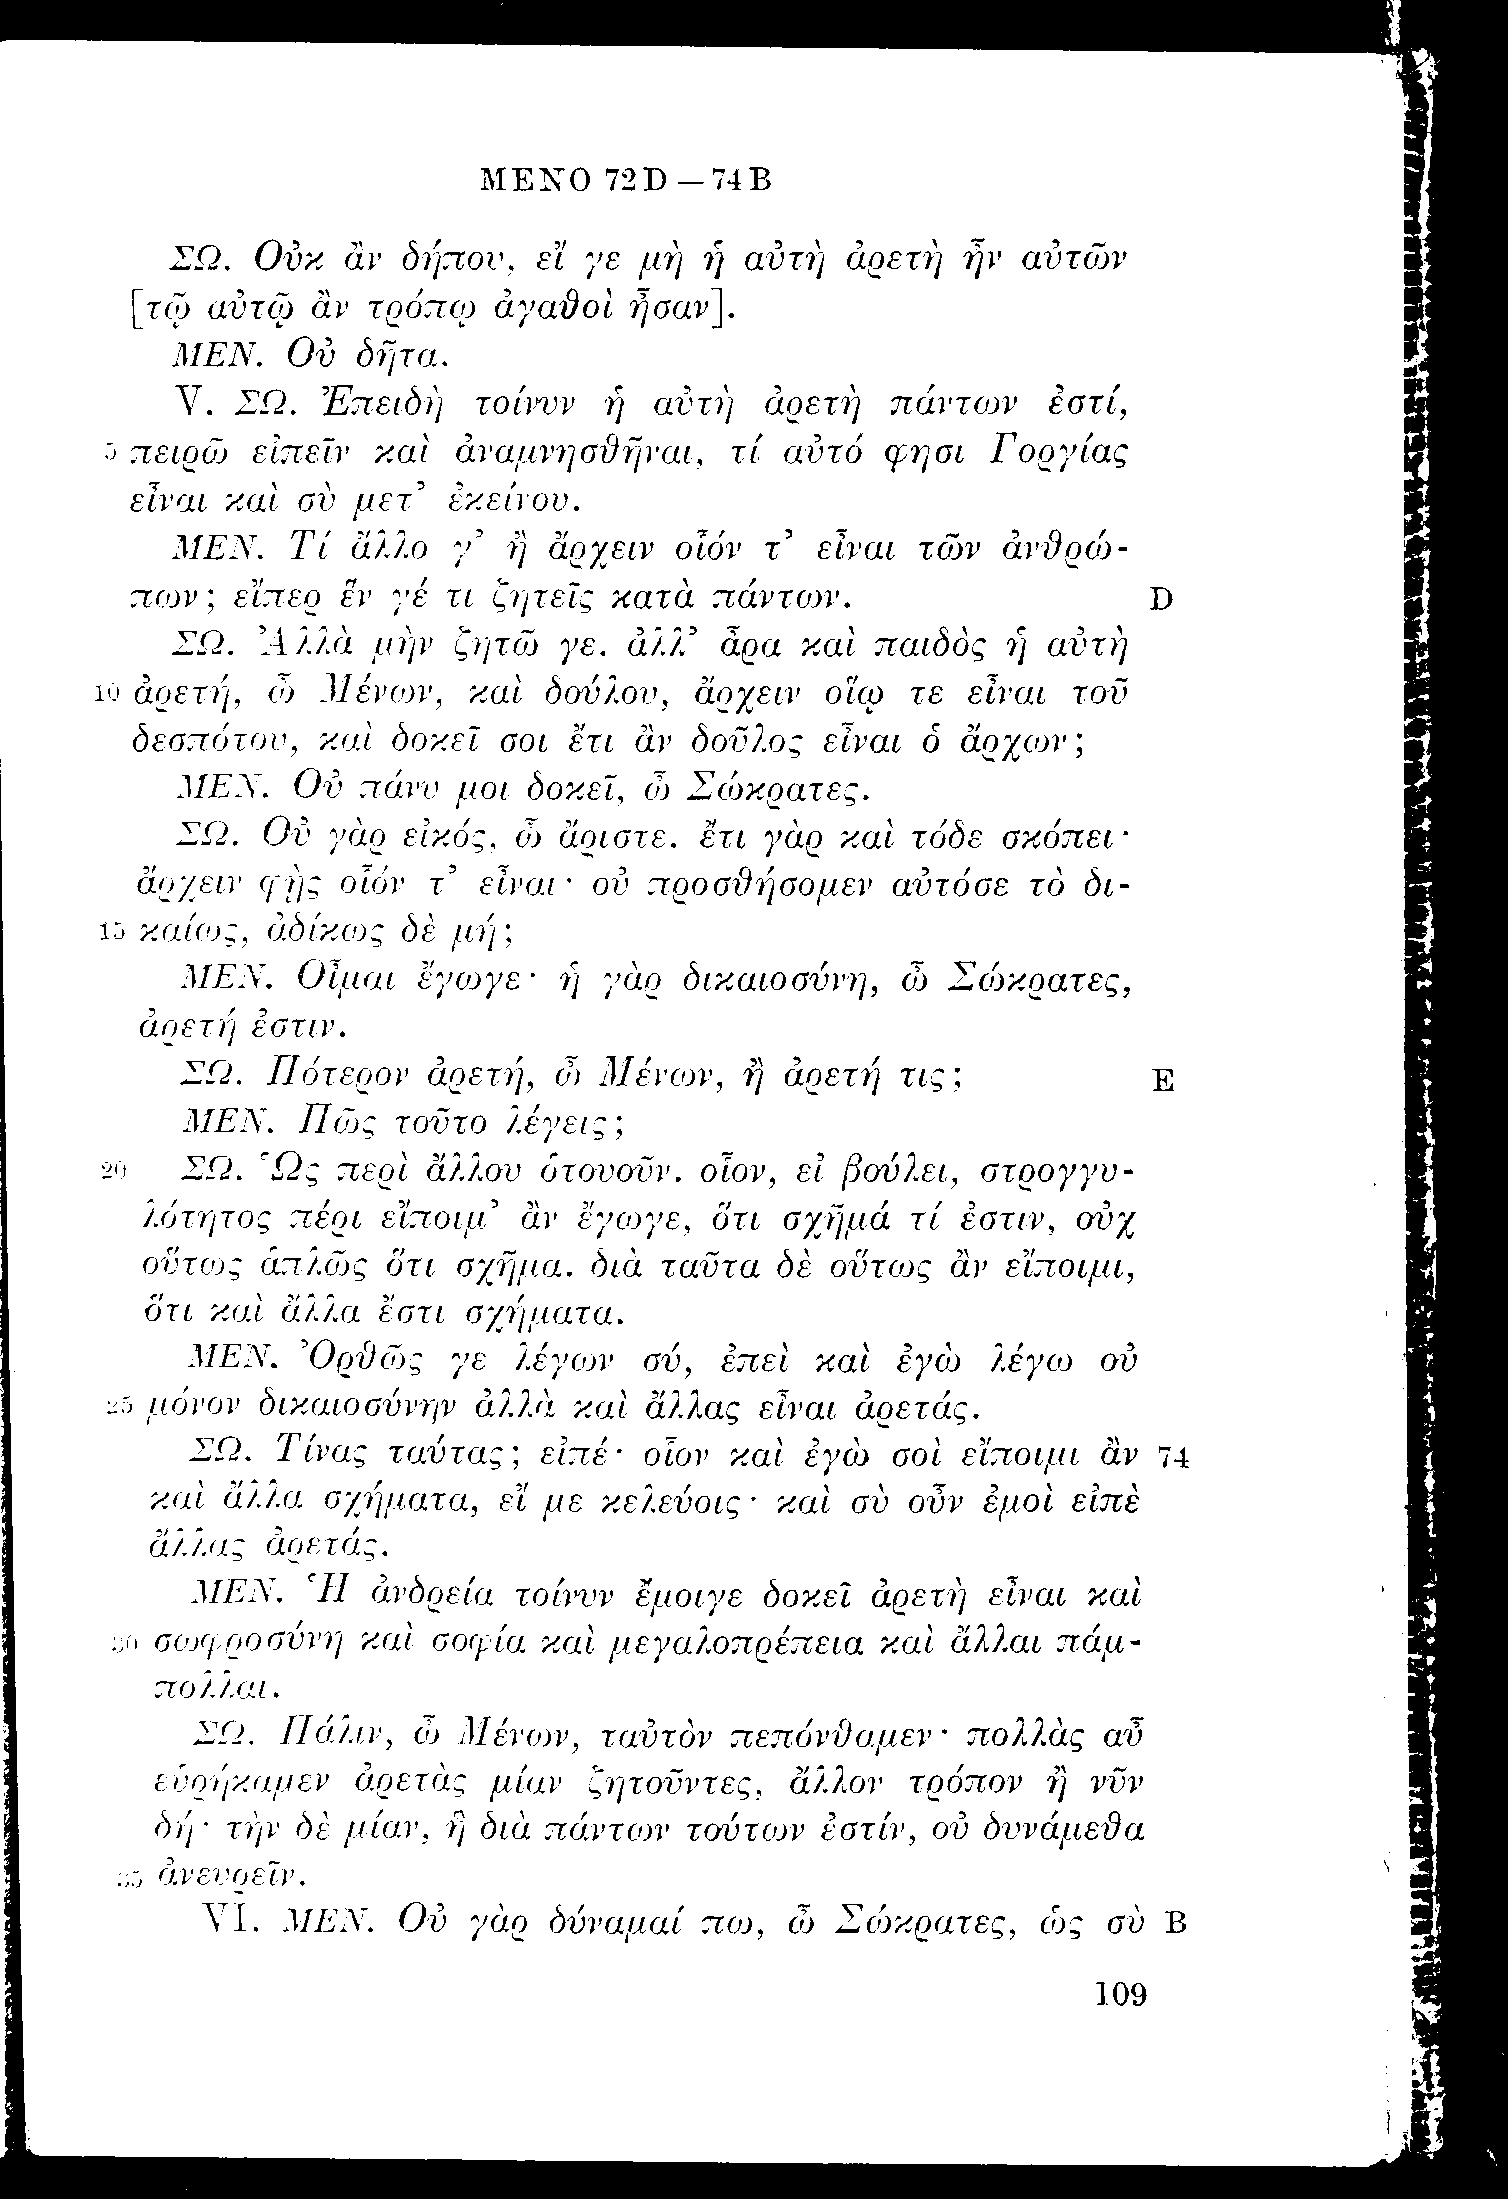 MENO 72D — 74B
ΣΩ. Οὐκ ἂν δήπου, εἴ γε μὴ ἡ αὐτὴ ἀρετὴ ἦν αὐτῶν
[τῷ αὐτῷ ἂν τρόπῳ ἀγαθοὶ ἦσαν].
ΜΕΝ. Οὐ δῆτα.
V. ΣΩ. Ἐπειδὴ τοίνυν ἡ αὐτὴ ἀρετὴ πάντων ἐστί,
5 πειρῶ εἰπεῖν καὶ ἀναμνησθῆναι, τί αὐτό φησι Γοργίας
εἶναι καὶ σὺ μετ’ ἐκείνου.
ΜΕΝ. Τί ἄλλο γ’ ἢ ἄρχειν οἷόν τ’ εἶναι τῶν ἀνθρώ-
πων; εἴπερ ἕν γέ τι ζητεῖς κατὰ πάντων. D
ΣΩ. Ἀλλὰ μὴν ζητῶ γε. ἀλλ’ ἆρα καὶ παιδὸς ἡ αὐτὴ
10 ἀρετή, ὦ Μένων, καὶ δούλου, ἄρχειν οἵῳ τε εἶναι τοῦ
δεσπότου, καὶ δοκεῖ σοι ἔτι ἂν δοῦλος εἶναι ὁ ἄρχων;
ΜΕΝ. Οὐ πάνυ μοι δοκεῖ, ὦ Σώκρατες.
ΣΩ. Οὐ γὰρ εἰκός, ὦ ἄριστε. ἔτι γὰρ καὶ τόδε σκόπει·
ἄρχειν φῂς οἷόν τ’ εἶναι· οὐ προσθήσομεν αὐτόσε τὸ δι-
15 καίως, ἀδίκως δὲ μή;
ΜΕΝ. Οἶμαι ἔγωγε· ἡ γὰρ δικαιοσύνη, ὦ Σώκρατες,
ἀρετή ἐστιν.
ΣΩ. Πότερον ἀρετή, ὦ Μένων, ἢ ἀρετή τις; E
ΜΕΝ. Πῶς τοῦτο λέγεις;
20 ΣΩ. Ὡς περὶ ἄλλου ὁτουοῦν. οἷον, εἰ βούλει, στρογγυ-
λότητος πέρι εἴποιμ’ ἂν ἔγωγε, ὅτι σχῆμά τί ἐστιν, οὐχ
οὕτως ἁπλῶς ὅτι σχῆμα. διὰ ταῦτα δὲ οὕτως ἂν εἴποιμι,
ὅτι καὶ ἄλλα ἔστι σχήματα.
ΜΕΝ. Ὀρθῶς γε λέγων σύ, ἐπεὶ καὶ ἐγὼ λέγω οὐ
25 μόνον δικαιοσύνην ἀλλὰ καὶ ἄλλας εἶναι ἀρετάς.
ΣΩ. Τίνας ταύτας; εἰπέ· οἷον καὶ ἐγὼ σοὶ εἴποιμι ἂν 74
καὶ ἄλλα σχήματα, εἴ με κελεύοις· καὶ σὺ οὖν ἐμοὶ εἰπὲ
ἄλλας ἀρετάς.
ΜΕΝ. Ἡ ἀνδρεία τοίνυν ἔμοιγε δοκεῖ ἀρετὴ εἶναι καὶ
30 σωφροσύνη καὶ σοφία καὶ μεγαλοπρέπεια καὶ ἄλλαι πάμ-
πολλαι.
ΣΩ. Πάλιν, ὦ Μένων, ταὐτὸν πεπόνθαμεν· πολλὰς αὖ
εὑρήκαμεν ἀρετὰς μίαν ζητοῦντες, ἄλλον τρόπον ἢ νῦν
δή· τὴν δὲ μίαν, ἣ διὰ πάντων τούτων ἐστίν, οὐ δυνάμεθα
35 ἀνευρεῖν.
VI. ΜΕΝ. Οὐ γὰρ δύναμαί πω, ὦ Σώκρατες, ὡς σὺ B
109